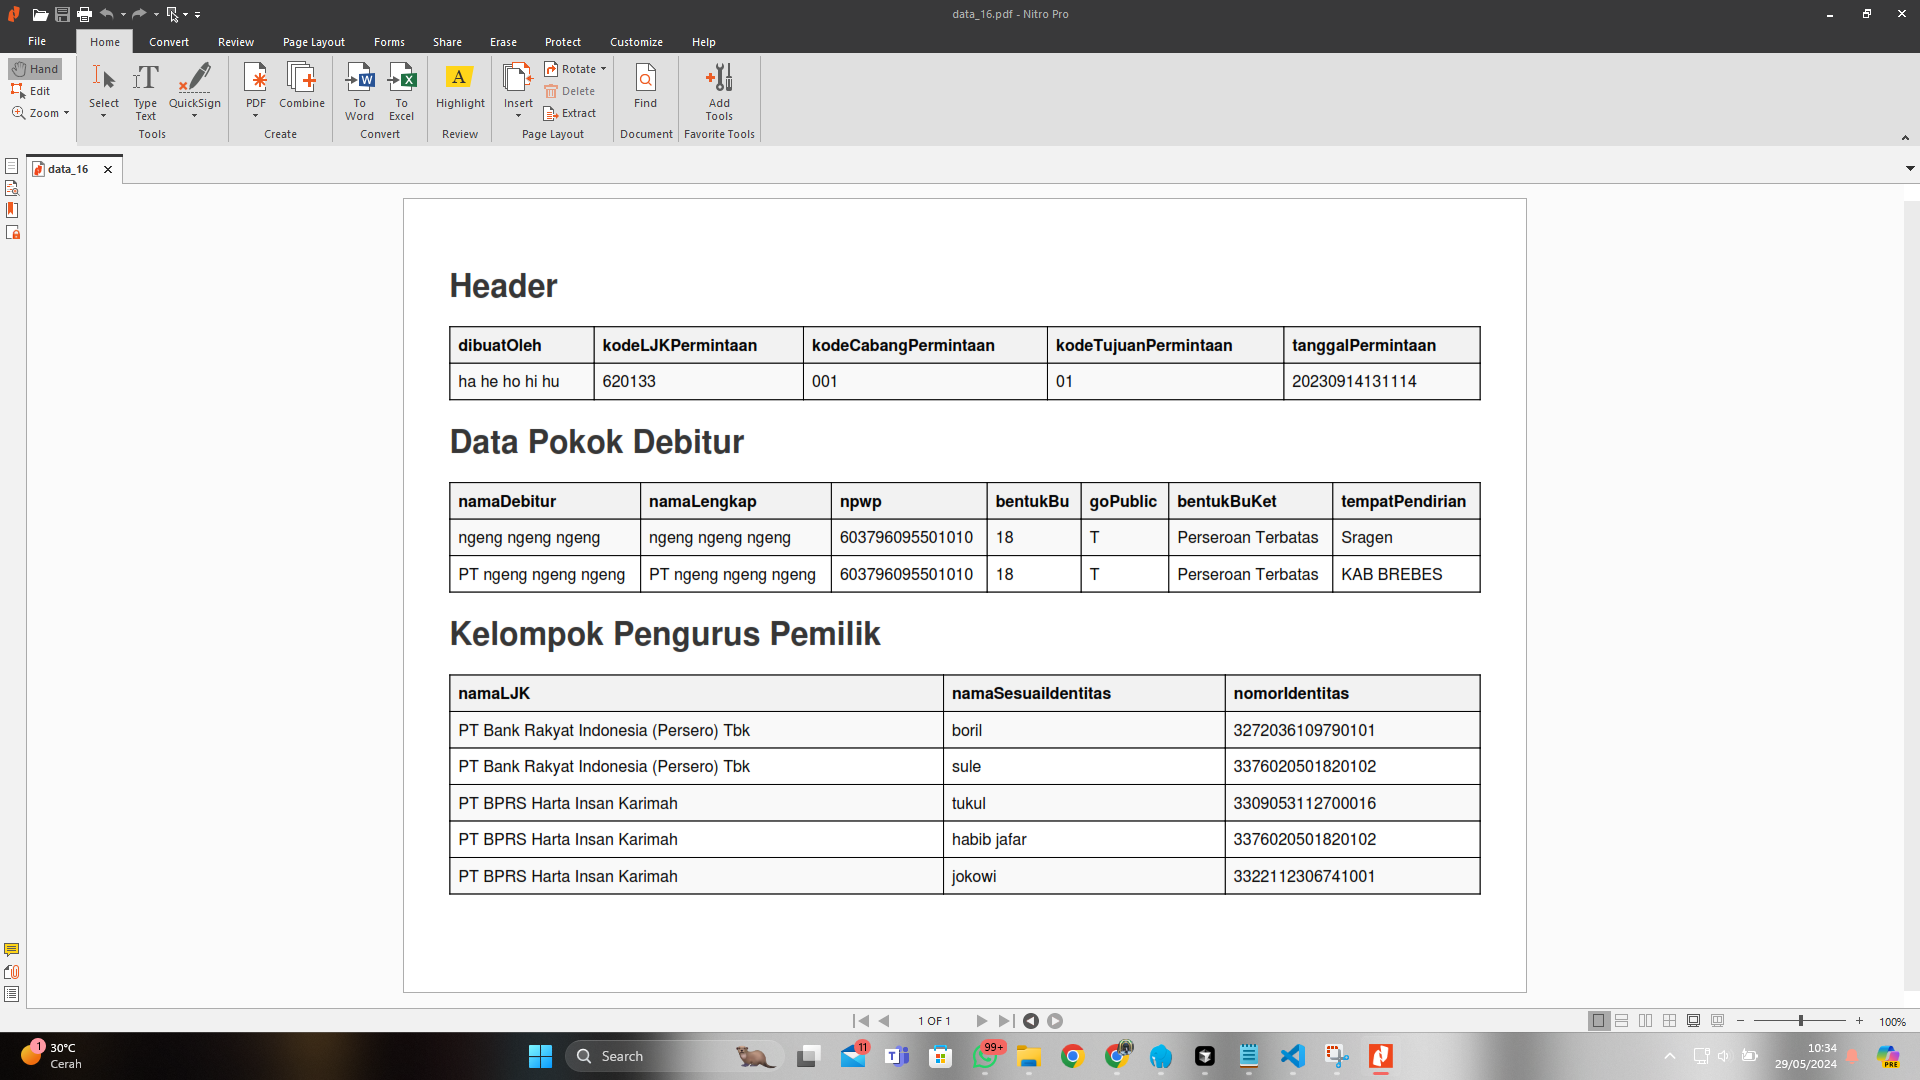 data_16.pdf - Nitro Pro
File Home Convert Review Page Layout Forms Share Erase Protect Customize Help
Hand
Edit
Zoom
Select
Type Text
QuickSign
Tools
PDF
Combine
Create
To Word
To Excel
Convert
Highlight
Review
Insert
Rotate
Delete
Extract
Page Layout
Find
Document
Add Tools
Favorite Tools
data_16
Header
dibuatOleh kodeLJKPermintaan kodeCabangPermintaan kodeTujuanPermintaan tanggalPermintaan
ha he ho hi hu 620133 001 01 20230914131114
Data Pokok Debitur
namaDebitur namaLengkap npwp bentukBu goPublic bentukBuKet tempatPendirian
ngeng ngeng ngeng ngeng ngeng ngeng 603796095501010 18 T Perseroan Terbatas Sragen
PT ngeng ngeng ngeng PT ngeng ngeng ngeng 603796095501010 18 T Perseroan Terbatas KAB BREBES
Kelompok Pengurus Pemilik
namaLJK namaSesuaiIdentitas nomorIdentitas
PT Bank Rakyat Indonesia (Persero) Tbk boril 3272036109790101
PT Bank Rakyat Indonesia (Persero) Tbk sule 3376020501820102
PT BPRS Harta Insan Karimah tukul 3309053112700016
PT BPRS Harta Insan Karimah habib jafar 3376020501820102
PT BPRS Harta Insan Karimah jokowi 3322112306741001
1 OF 1
100%
1
30°C
Cerah
Search
11
99+
10:34
29/05/2024
PRE